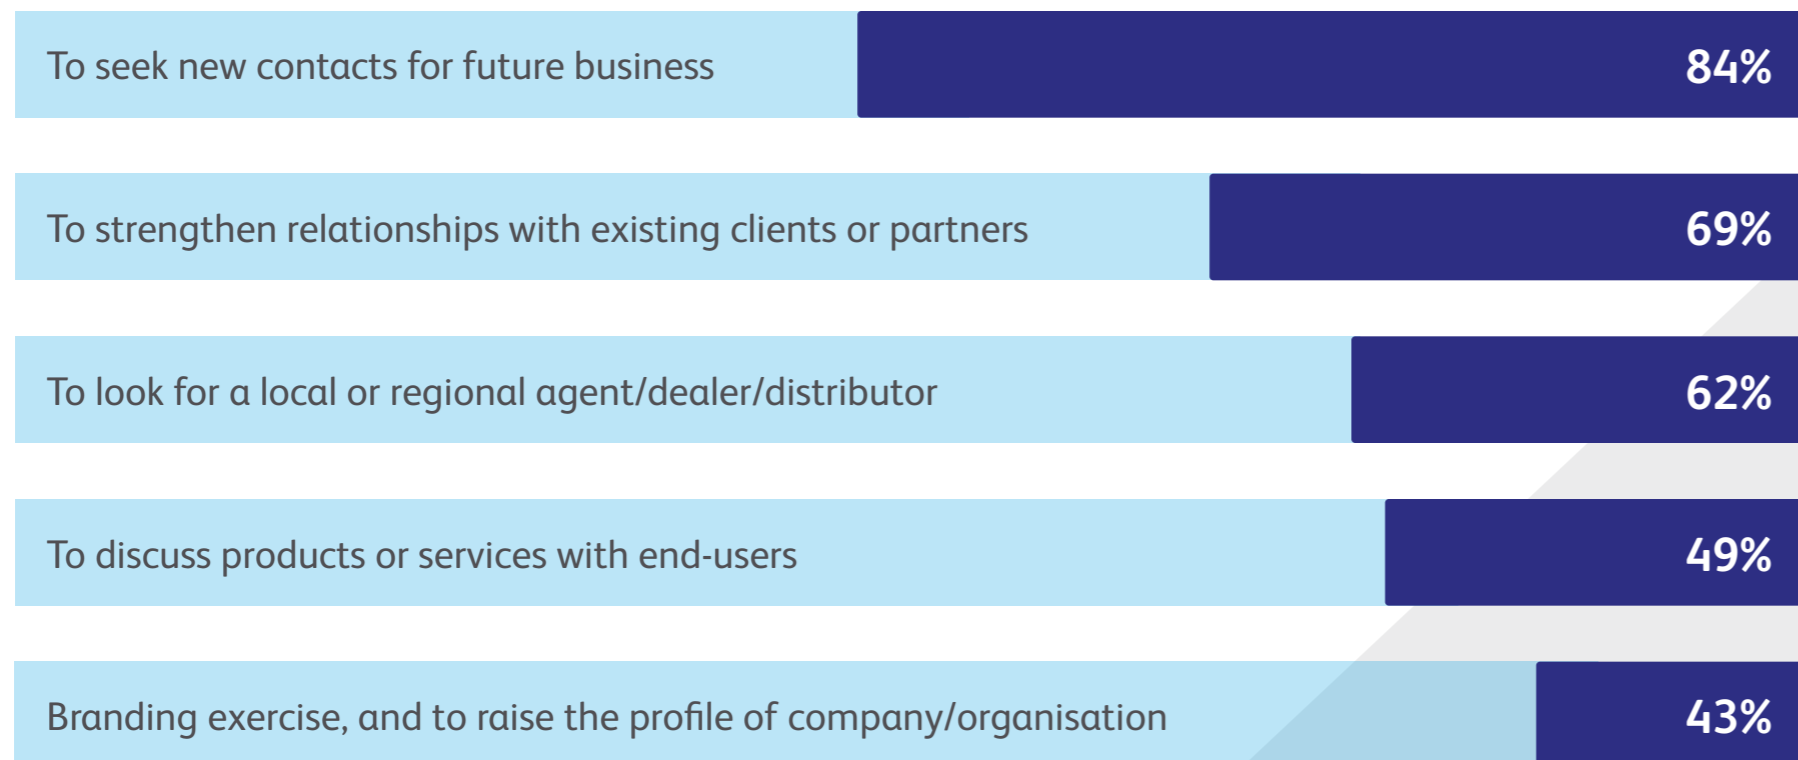 To seek new contacts for future business 84%
To strengthen relationships with existing clients or partners 69%
To look for a local or regional agent/dealer/distributor 62%
To discuss products or services with end-users 49%
Branding exercise, and to raise the profile of company/organisation 43%